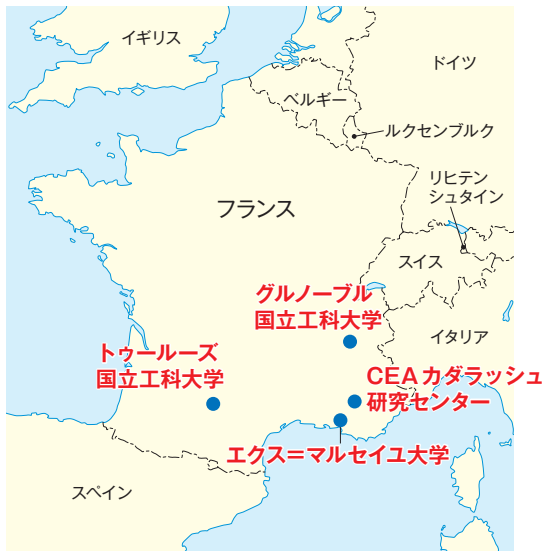 イギリス
ドイツ
ベルギー
ルクセンブルク
リヒテン
シュタイン
フランス
スイス
グルノーブル
国立工科大学
イタリア
トゥールーズ
国立工科大学
CEAカダラッシュ
研究センター
エクス＝マルセイユ大学
スペイン